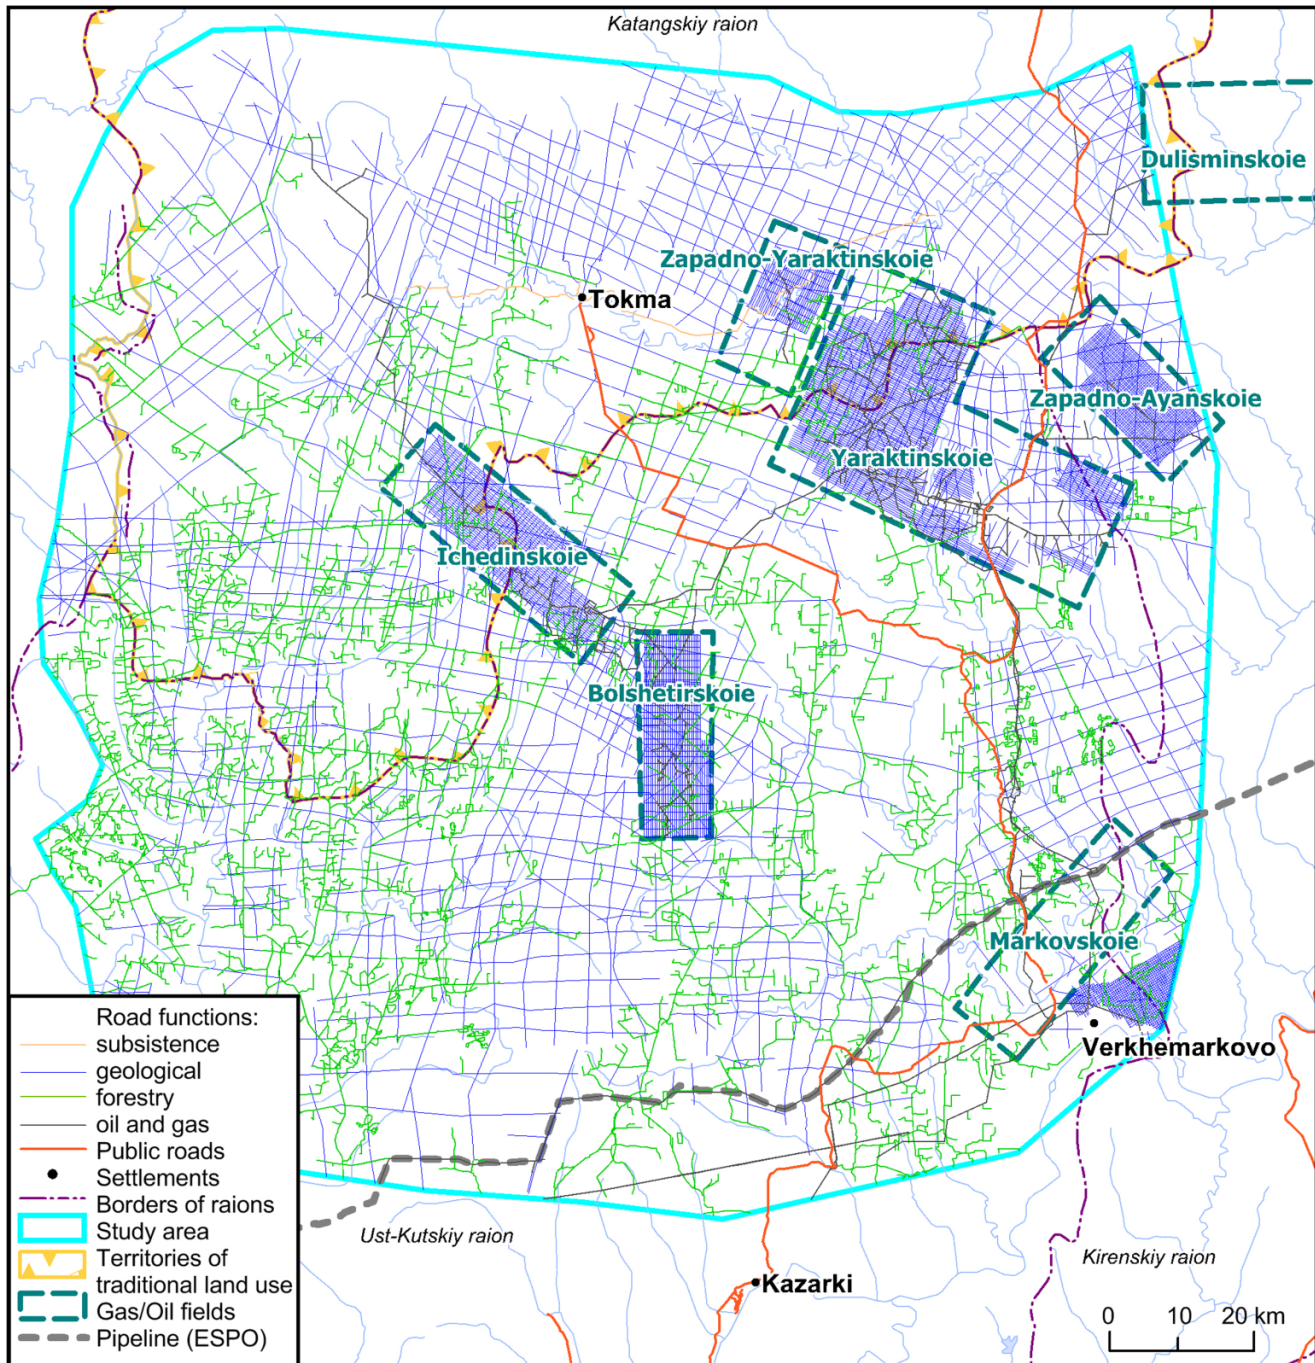 Katangskiy raion
Dulisminskoie
Zapadno-Yaraktinskoie
Tokma
Zapadno-Ayanskoie
Yaraktinskoie
Ichedinskoie
Bolshetirskoie
Markovskoie
Verkhemarkovo
Road functions:
subsistence
geological
forestry
oil and gas
Public roads
Settlements
Borders of raions
Study area
Territories of
traditional land use
Gas/Oil fields
Pipeline (ESPO)
Ust-Kutskiy raion
Kirenskiy raion
Kazarki
0 10 20 km